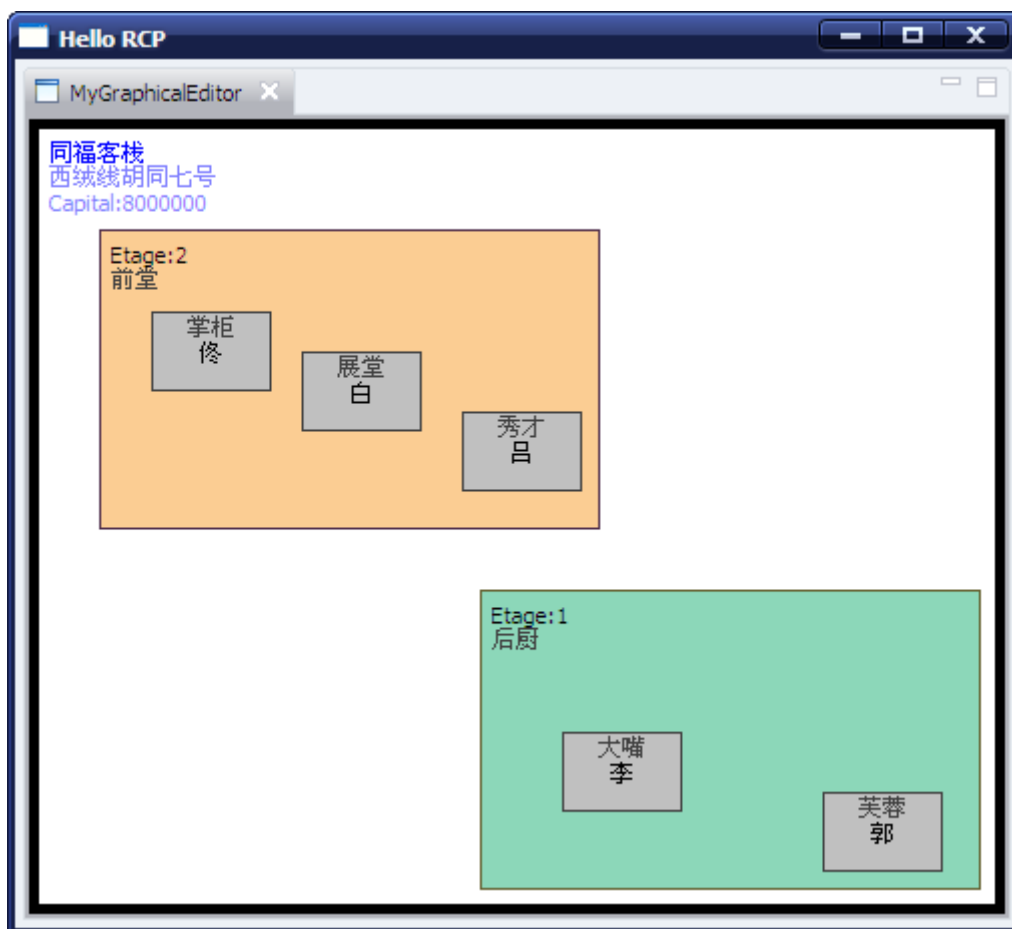 Hello RCP
MyGraphicalEditor
同福客栈
西绒线胡同七号
Capital:8000000
Etage:2
前堂
掌柜
佟
展堂
白
秀才
吕
Etage:1
后厨
大嘴
李
芙蓉
郭